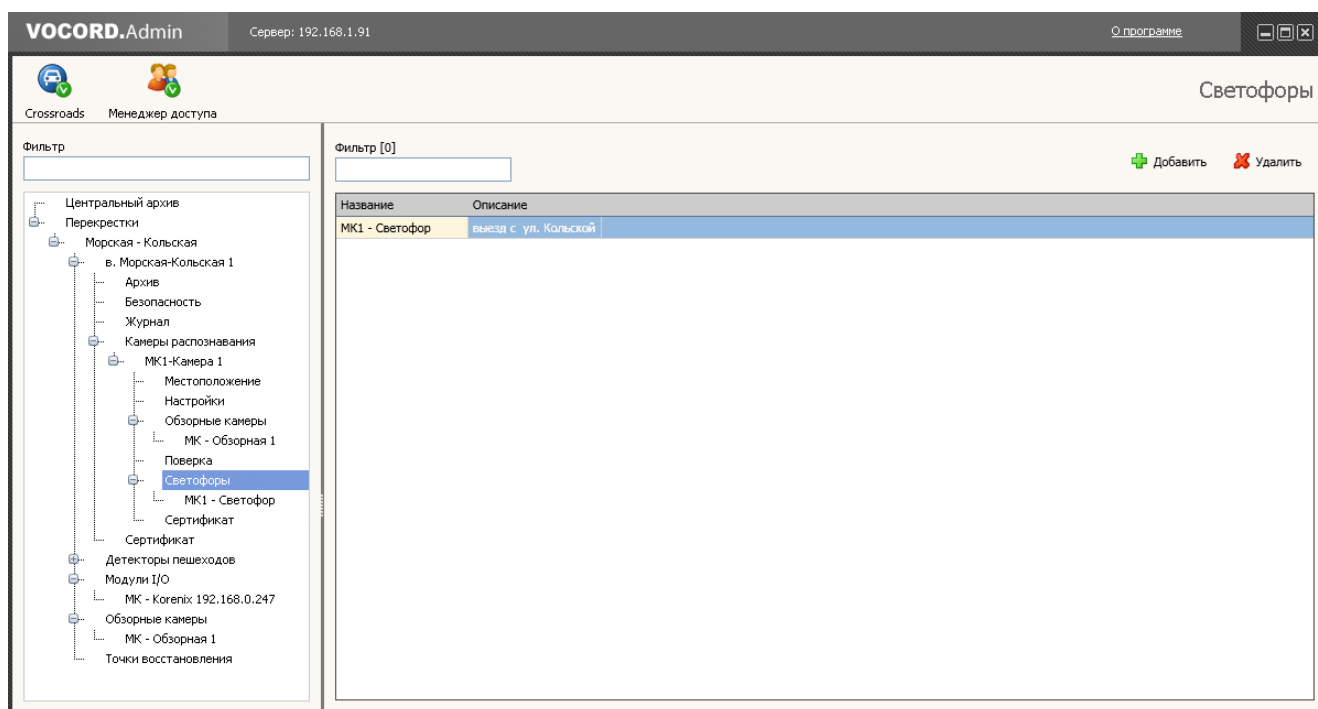 VOCORD.Admin Сервер: 192.168.1.91 О программе
Crossroads Менеджер доступа
Светофоры
Фильтр
Центральный архив
Перекрестки
Морская - Кольская
в. Морская-Кольская 1
Архив
Безопасность
Журнал
Камеры распознавания
МК1-Камера 1
Местоположение
Настройки
Обзорные камеры
МК - Обзорная 1
Поверка
Светофоры
МК1 - Светофор
Сертификат
Сертификат
Детекторы пешеходов
Модули I/O
МК - Korenix 192.168.0.247
Обзорные камеры
МК - Обзорная 1
Точки восстановления
Фильтр [0]
Добавить Удалить
Название Описание
МК1 - Светофор выезд с ул. Кольской